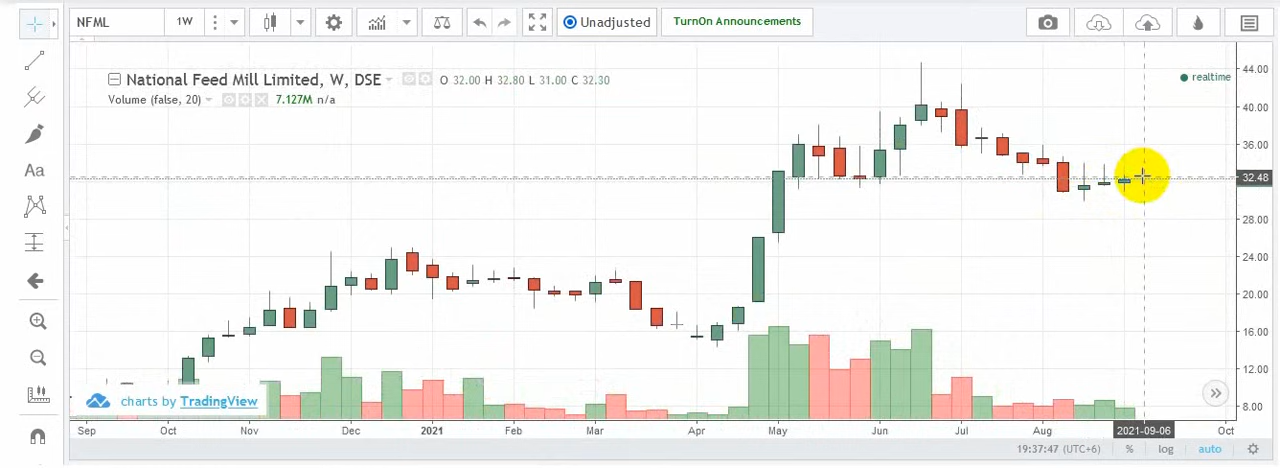 NFML 1W Unadjusted TurnOn Announcements
National Feed Mill Limited, W, DSE O 32.00 H 32.80 L 31.00 C 32.30
realtime
Volume (false, 20) 7.127M n/a
Aa
44.00
40.00
36.00
32.48
28.00
24.00
20.00
16.00
12.00
8.00
charts by TradingView
Sep Oct Nov Dec 2021 Feb Mar Apr May Jun Jul Aug 2021-09-06 Oct
19:37:47 (UTC+6) % log auto